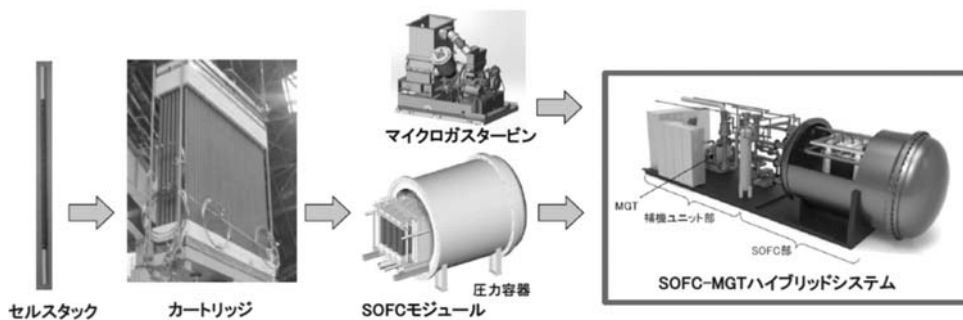 セルスタック
カートリッジ
マイクロガスタービン
圧力容器
SOFCモジュール
MGT
補機ユニット部
SOFC部
SOFC-MGTハイブリッドシステム